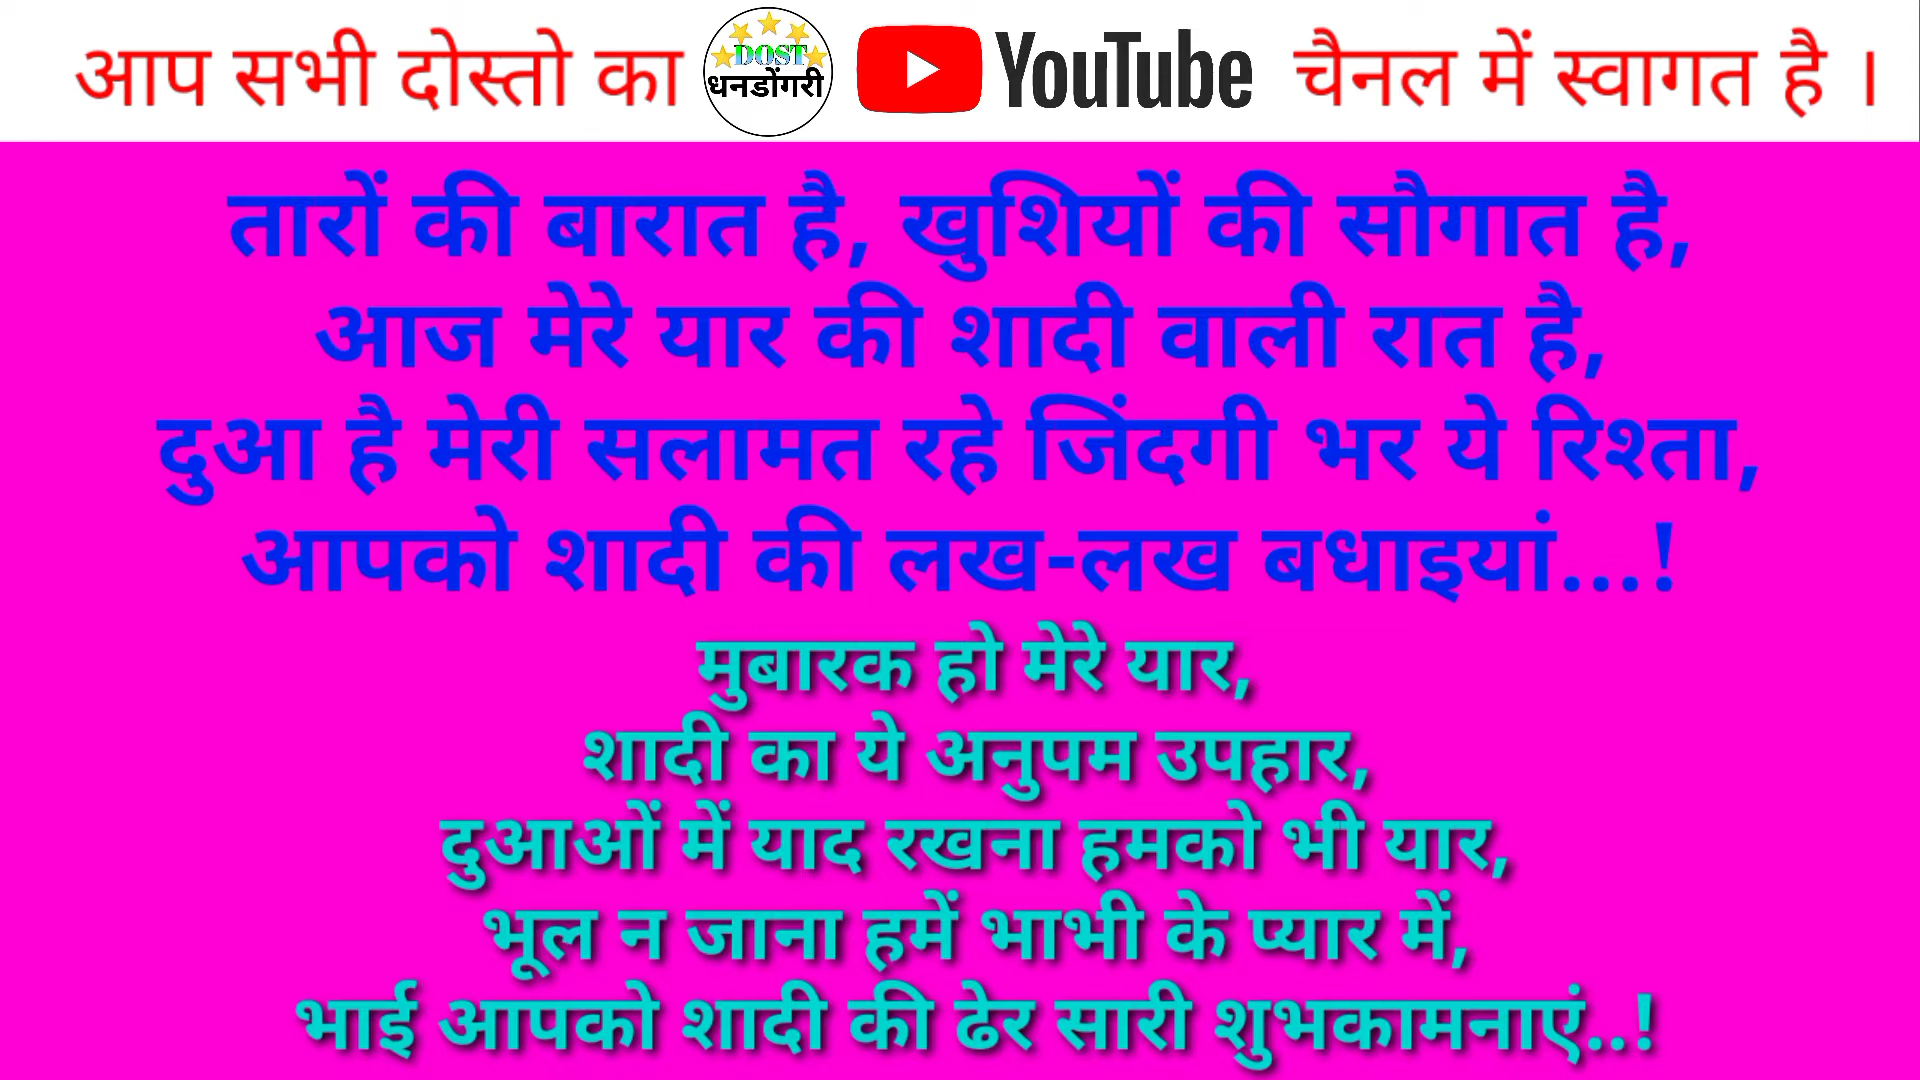 आप सभी दोस्तो का DOST धनडोंगरी YouTube चैनल में स्वागत है ।
तारों की बारात है, खुशियों की सौगात है,
आज मेरे यार की शादी वाली रात है,
दुआ है मेरी सलामत रहे जिंदगी भर ये रिश्ता,
आपको शादी की लख-लख बधाइयां...!
मुबारक हो मेरे यार,
शादी का ये अनुपम उपहार,
दुआओं में याद रखना हमको भी यार,
भूल न जाना हमें भाभी के प्यार में,
भाई आपको शादी की ढेर सारी शुभकामनाएं..!